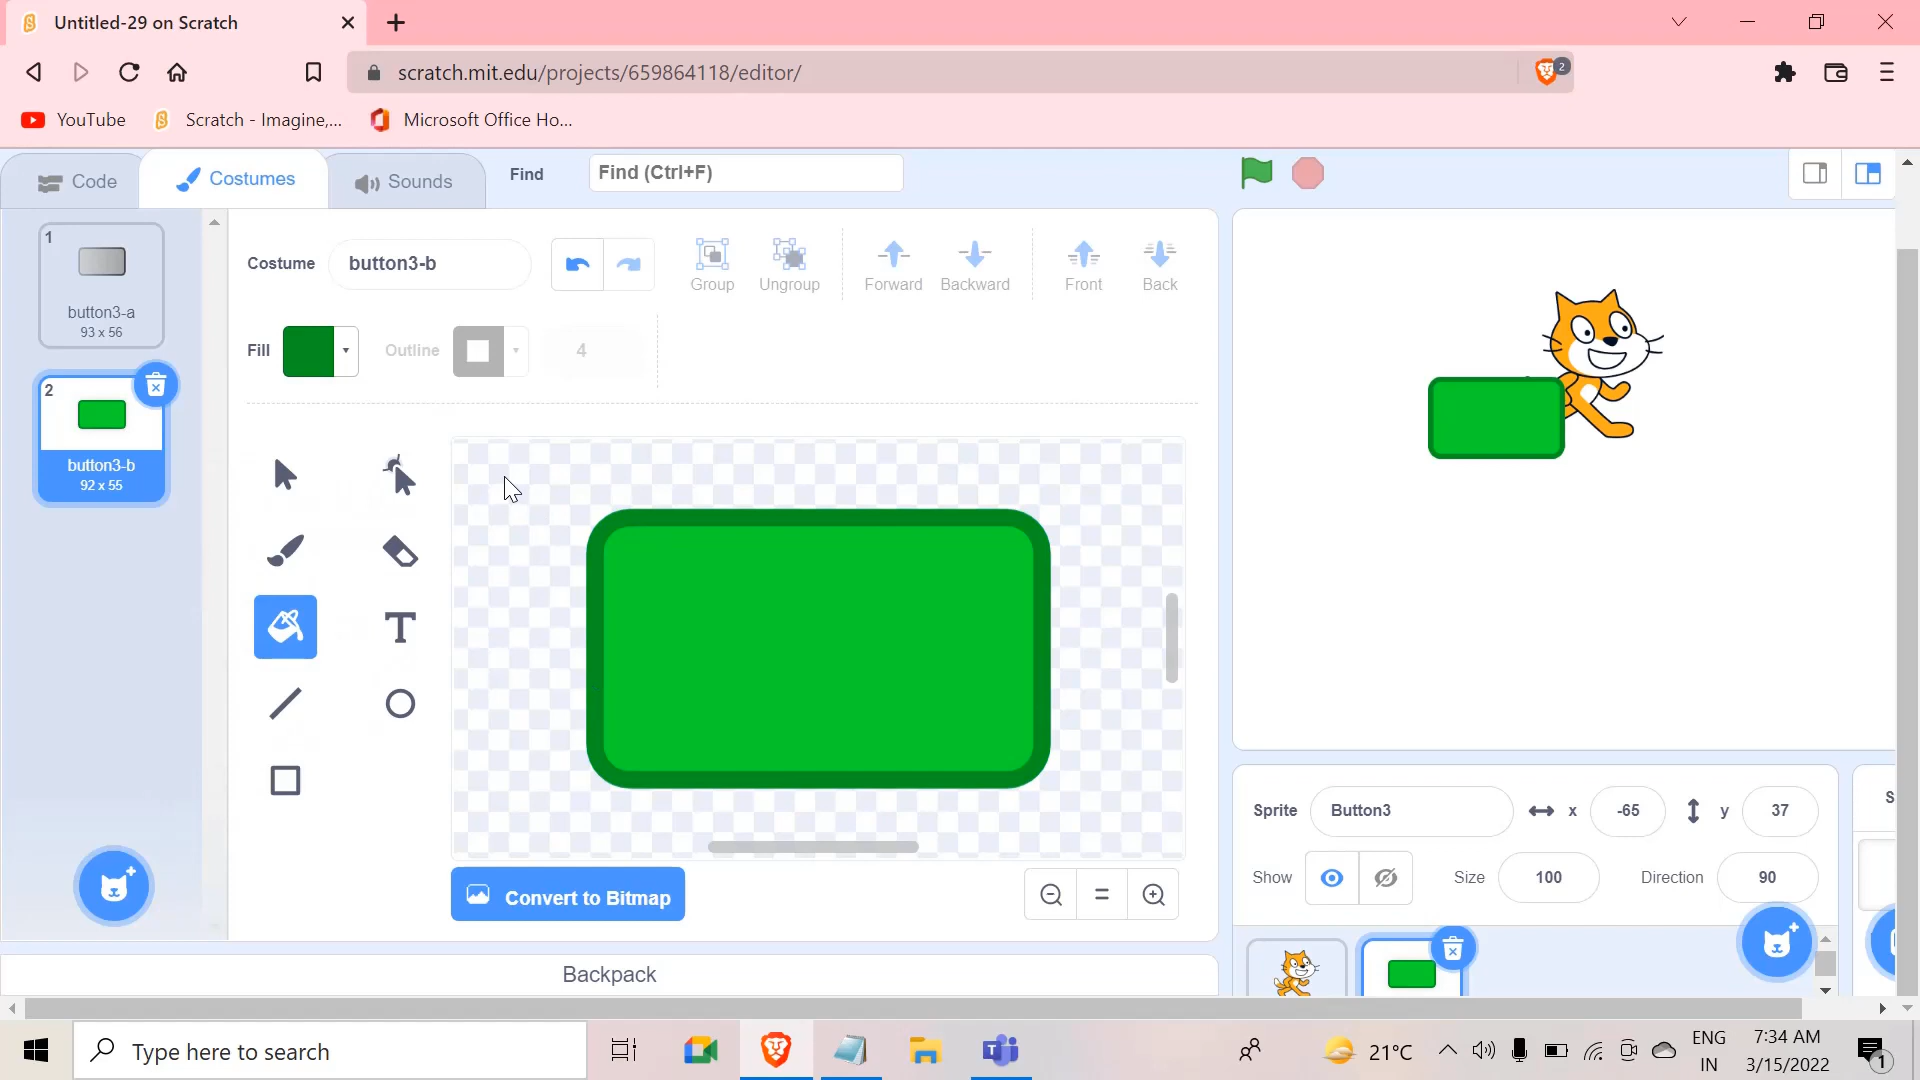 Untitled-29 on Scratch
scratch.mit.edu/projects/659864118/editor/
2
YouTube
Scratch - Imagine,...
Microsoft Office Ho...
Code
Costumes
Sounds
Find
Find (Ctrl+F)
1
button3-a
93 x 56
2
button3-b
92 x 55
Costume
button3-b
Group
Ungroup
Forward
Backward
Front
Back
Fill
Outline
4
T
Convert to Bitmap
Backpack
Sprite
Button3
x
-65
y
37
Show
Size
100
Direction
90
S
Type here to search
21°C
ENG
IN
7:34 AM
3/15/2022
1